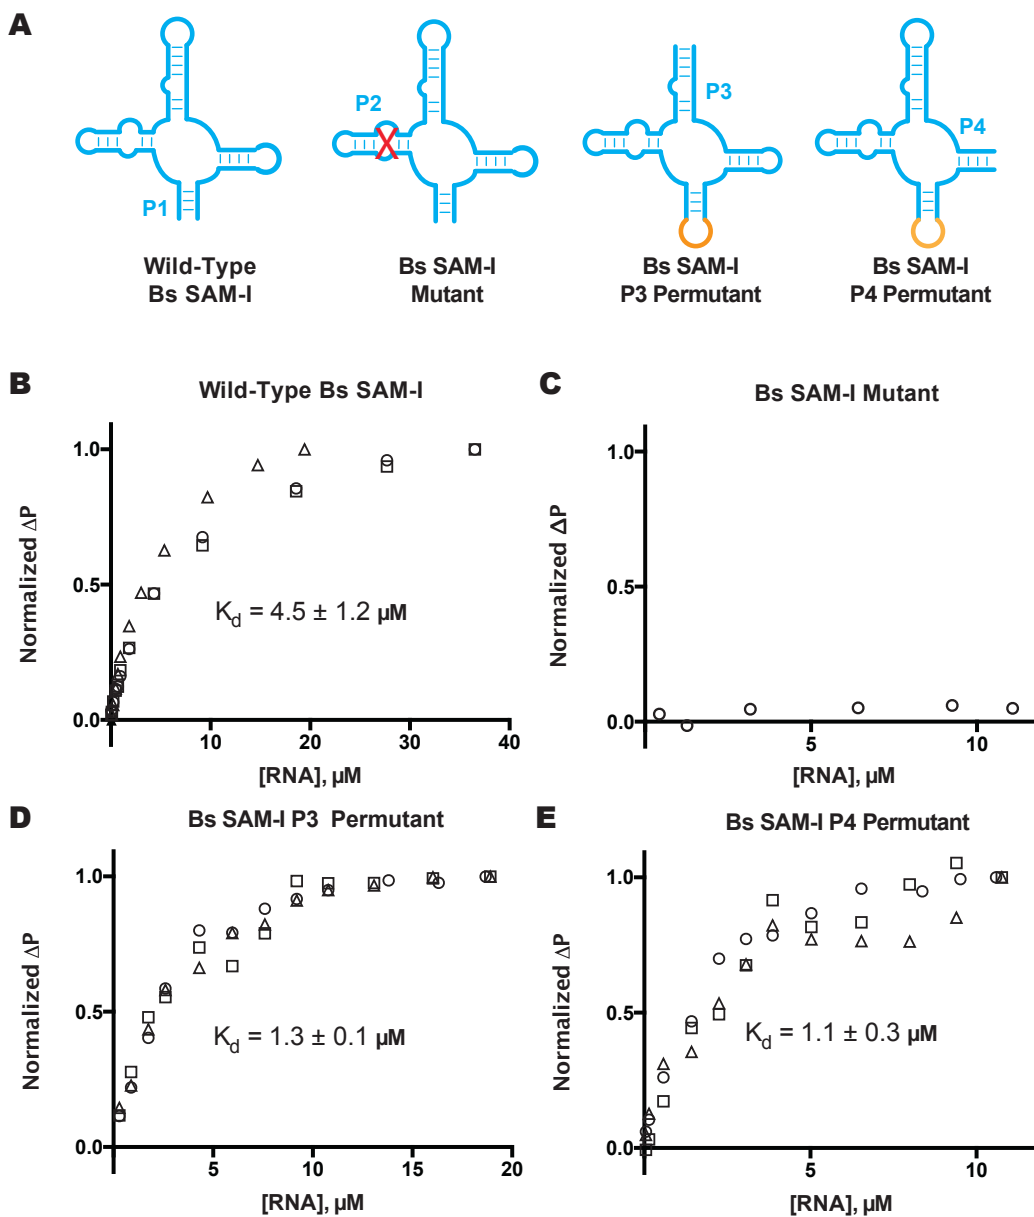 A
P1
P2
X
P3
P4
Wild-Type
Bs SAM-I
Bs SAM-I
Mutant
Bs SAM-I
P3 Permutant
Bs SAM-I
P4 Permutant
B
Wild-Type Bs SAM-I
Normalized ΔP
1.0
0.5
0.0
Kd = 4.5 ± 1.2 µM
10
20
30
40
[RNA], µM
C
Bs SAM-I Mutant
Normalized ΔP
1.0
0.5
0.0
5
10
[RNA], µM
D
Bs SAM-I P3 Permutant
Normalized ΔP
1.0
0.5
0.0
Kd = 1.3 ± 0.1 µM
5
10
15
20
[RNA], µM
E
Bs SAM-I P4 Permutant
Normalized ΔP
1.0
0.5
0.0
Kd = 1.1 ± 0.3 µM
5
10
[RNA], µM